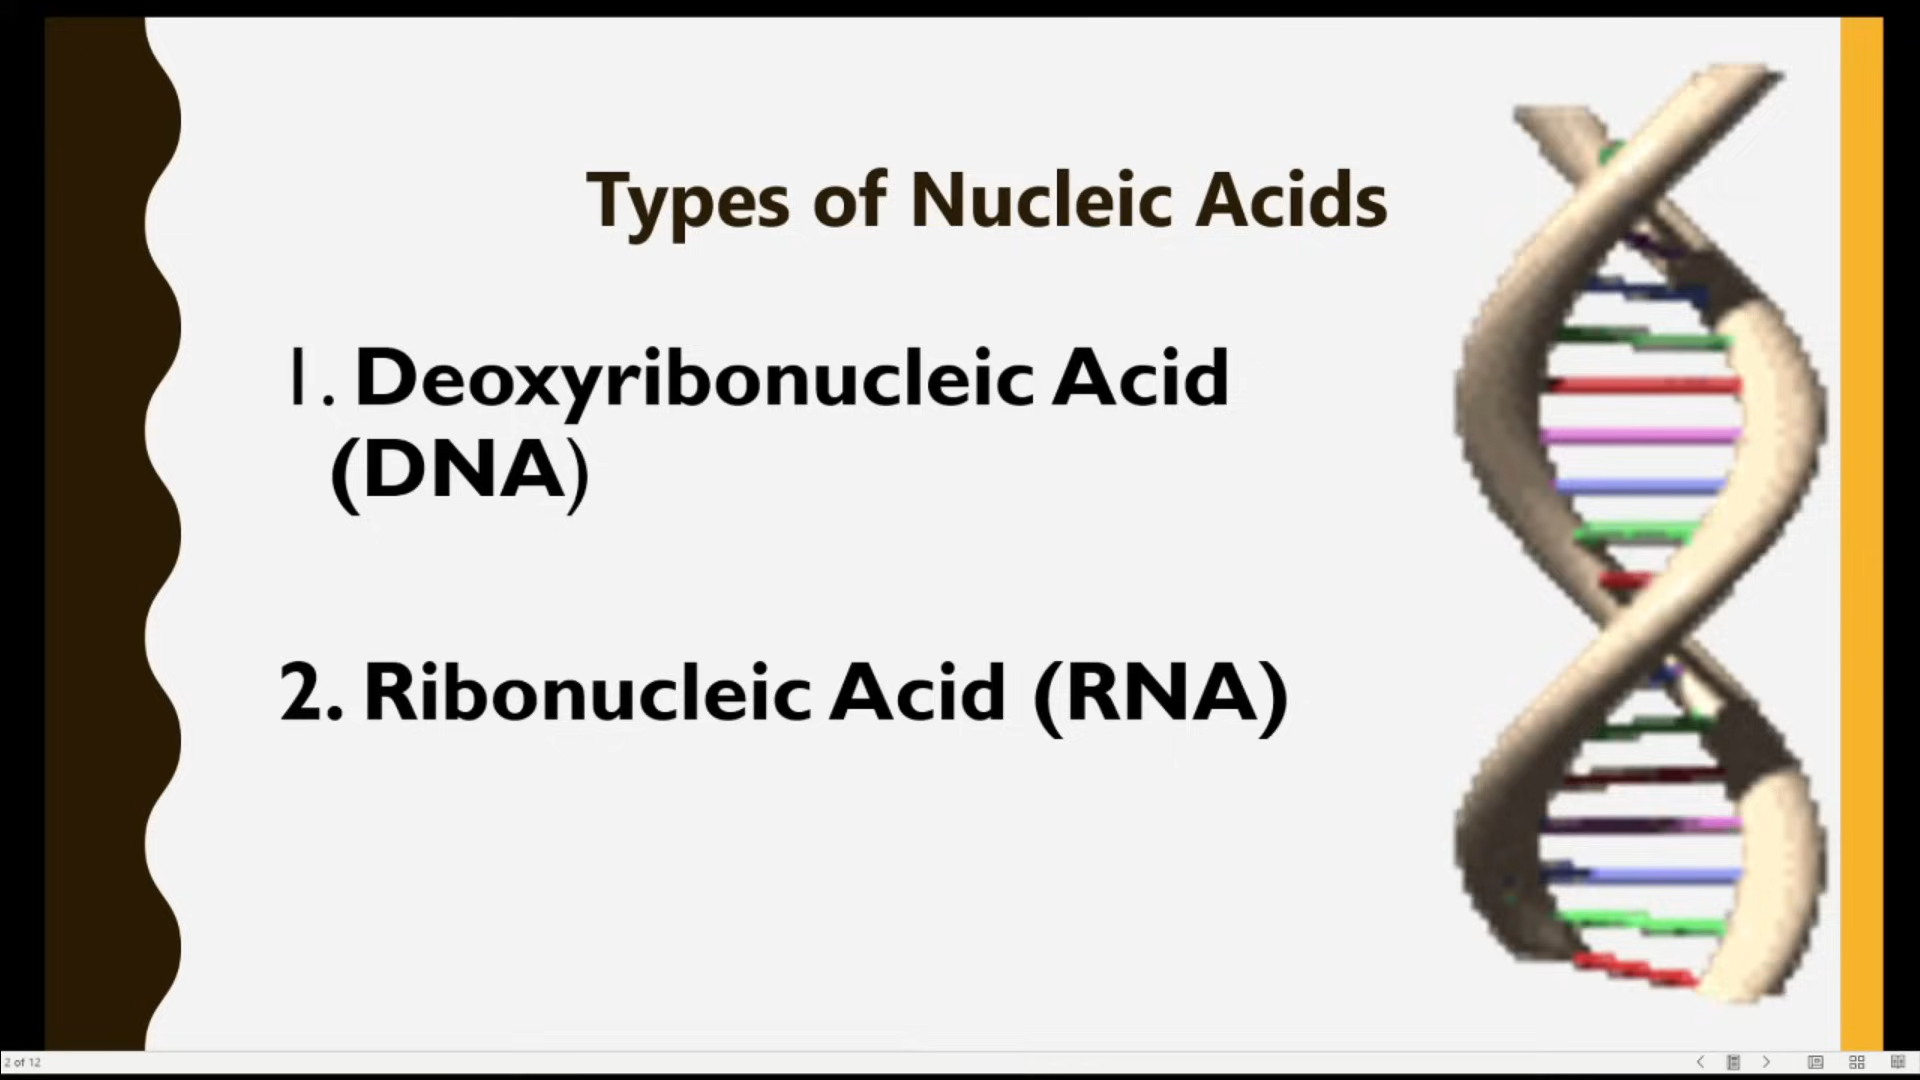 Types of Nucleic Acids
1. Deoxyribonucleic Acid
(DNA)
2. Ribonucleic Acid (RNA)
2 of 12